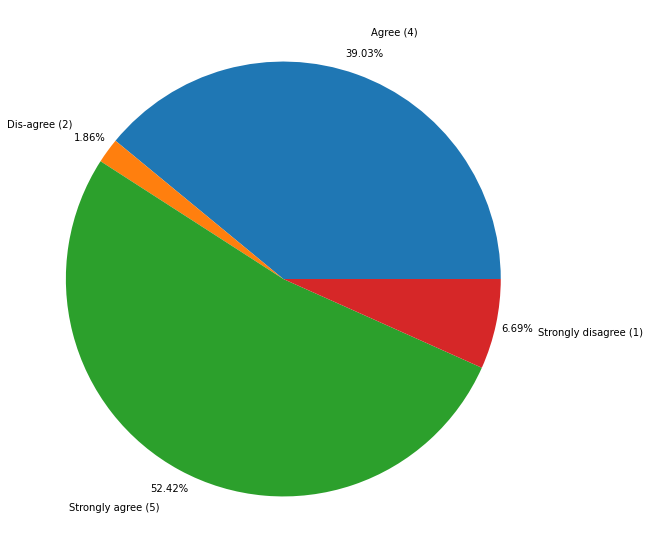 Agree (4)
39.03%
Dis-agree (2)
1.86%
6.69%
Strongly disagree (1)
52.42%
Strongly agree (5)